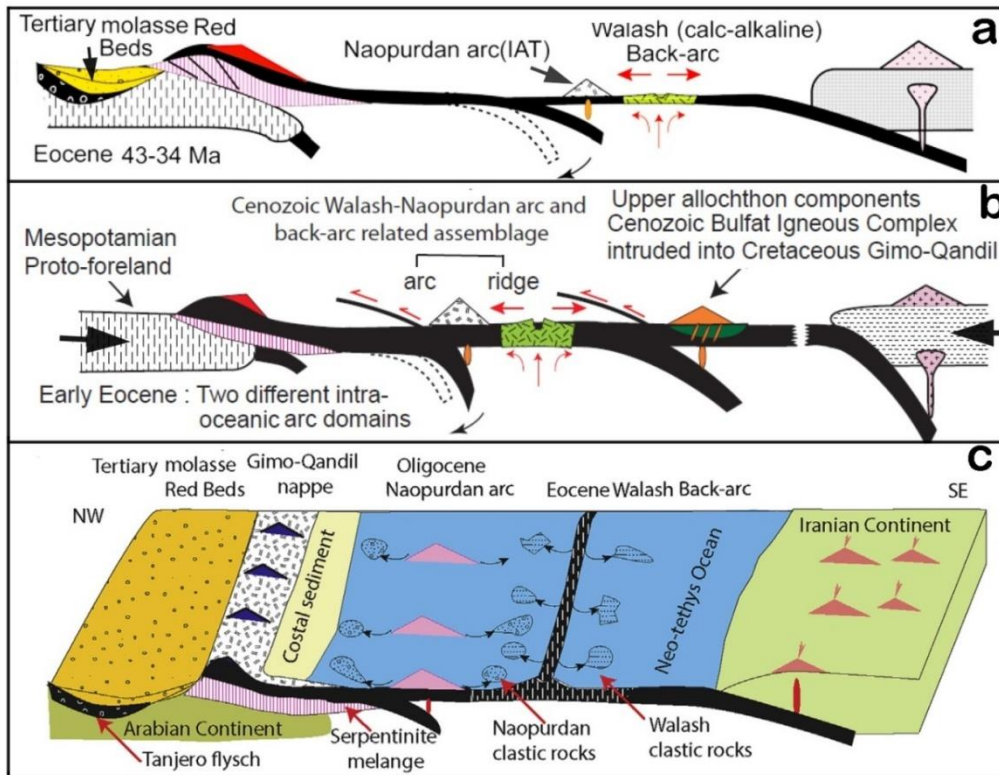 a
Tertiary molasse Red
Beds
Naopurdan arc(IAT)
Walash (calc-alkaline)
Back-arc
Eocene 43-34 Ma
b
Mesopotamian
Proto-foreland
Cenozoic Walash-Naopurdan arc and
back-arc related assemblage
arc
ridge
Upper allochthon components
Cenozoic Bulfat Igneous Complex
intruded into Cretaceous Gimo-Qandil
Early Eocene : Two different intra-
oceanic arc domains
c
Tertiary molasse
Red Beds
Gimo-Qandil
nappe
Oligocene
Naopurdan arc
Eocene Walash Back-arc
NW
SE
Iranian Continent
Costal sediment
Neo-tethys Ocean
Arabian Continent
Tanjero flysch
Serpentinite
melange
Naopurdan
clastic rocks
Walash
clastic rocks